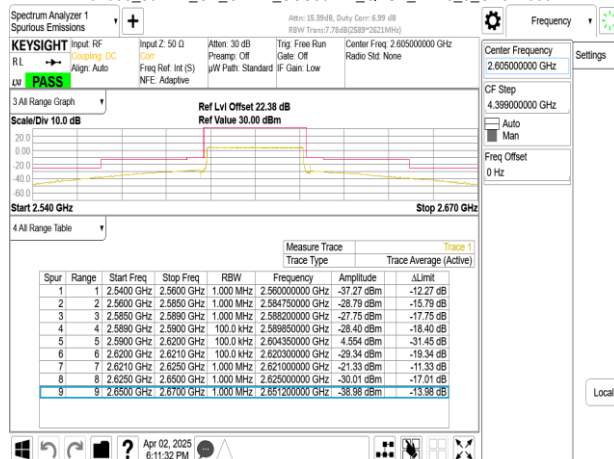 Spectrum Analyzer 1
Spurious Emissions
Attn: 15.39dB, Duty Corr: 6.99 dB
RBW Trans:7.78dB(2589~2621MHz)
Frequency
KEYSIGHT
Input: RF
Input Z: 50 Ω
Atten: 30 dB
Trig: Free Run
Center Freq: 2.605000000 GHz
RL
Coupling: DC
Corr
Preamp: Off
Gate: Off
Radio Std: None
Align: Auto
Freq Ref: Int (S)
µW Path: Standard
IF Gain: Low
LXI
PASS
NFE: Adaptive
Center Frequency
2.605000000 GHz
Settings
CF Step
4.399000000 GHz
Auto
Man
Freq Offset
0 Hz
3 All Range Graph
Ref Lvl Offset 22.38 dB
Scale/Div 10.0 dB
Ref Value 30.00 dBm
20.0
0.00
-20.0
-40.0
-60.0
Start 2.540 GHz
Stop 2.670 GHz
4 All Range Table
Measure Trace Trace 1
Trace Type Trace Average (Active)
Spur Range Start Freq Stop Freq RBW Frequency Amplitude ΔLimit
1 1 2.5400 GHz 2.5600 GHz 1.000 MHz 2.560000000 GHz -37.27 dBm -12.27 dB
2 2 2.5600 GHz 2.5850 GHz 1.000 MHz 2.584750000 GHz -28.79 dBm -15.79 dB
3 3 2.5850 GHz 2.5890 GHz 1.000 MHz 2.588200000 GHz -27.75 dBm -17.75 dB
4 4 2.5890 GHz 2.5900 GHz 100.0 kHz 2.589850000 GHz -28.40 dBm -18.40 dB
5 5 2.5900 GHz 2.6200 GHz 100.0 kHz 2.604350000 GHz 4.554 dBm -31.45 dB
6 6 2.6200 GHz 2.6210 GHz 100.0 kHz 2.620300000 GHz -29.34 dBm -19.34 dB
7 7 2.6210 GHz 2.6250 GHz 1.000 MHz 2.621000000 GHz -21.33 dBm -11.33 dB
8 8 2.6250 GHz 2.6500 GHz 1.000 MHz 2.625000000 GHz -30.01 dBm -17.01 dB
9 9 2.6500 GHz 2.6700 GHz 1.000 MHz 2.651200000 GHz -38.98 dBm -13.98 dB
Local
Apr 02, 2025
6:11:32 PM